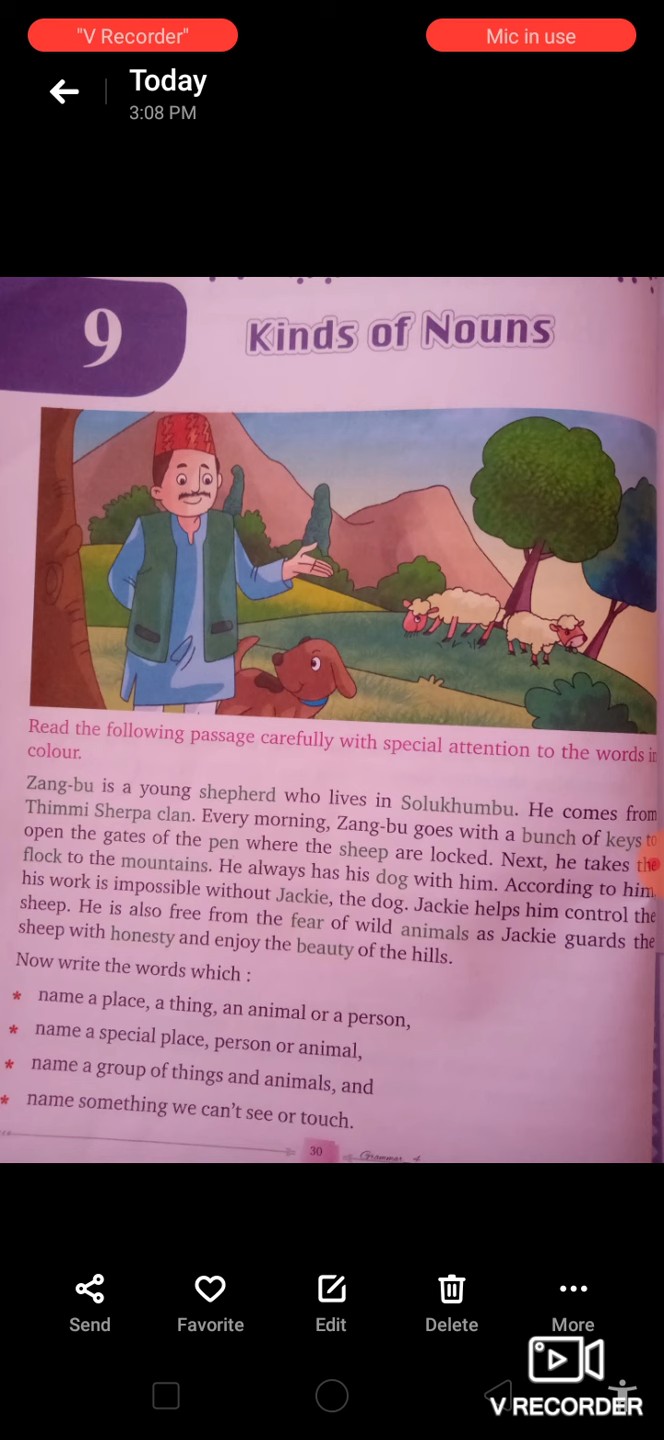 "V Recorder"
Mic in use
Today
3:08 PM
9
Kinds of Nouns
Read the following passage carefully with special attention to the words in
colour.
Zang-bu is a young shepherd who lives in Solukhumbu. He comes from
Thimmi Sherpa clan. Every morning, Zang-bu goes with a bunch of keys to
open the gates of the pen where the sheep are locked. Next, he takes the
flock to the mountains. He always has his dog with him. According to him,
his work is impossible without Jackie, the dog. Jackie helps him control the
sheep. He is also free from the fear of wild animals as Jackie guards the
sheep with honesty and enjoy the beauty of the hills.
Now write the words which :
* name a place, a thing, an animal or a person,
* name a special place, person or animal,
* name a group of things and animals, and
* name something we can't see or touch.
30
Grammar 4
Send
Favorite
Edit
Delete
More
V RECORDER